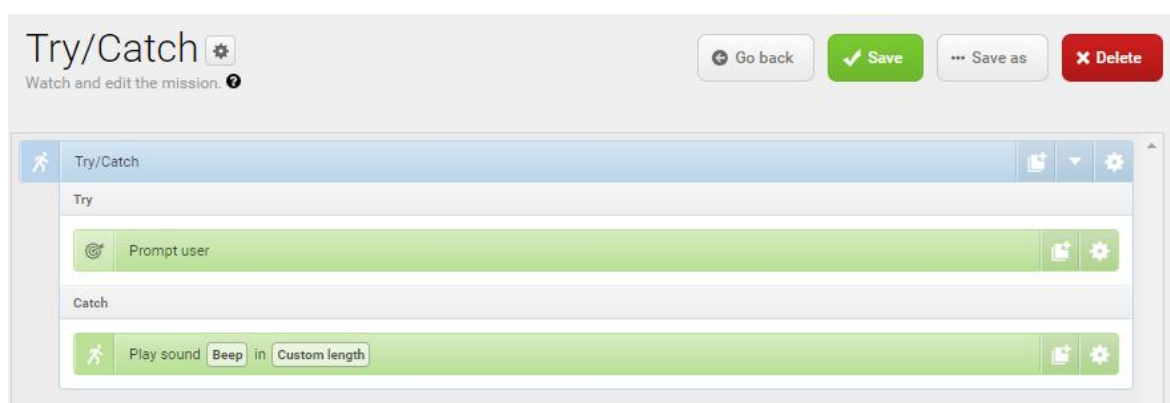 Try/Catch
Go back
Save
Save as
Delete
Watch and edit the mission.
Try/Catch
Try
Prompt user
Catch
Play sound Beep in Custom length